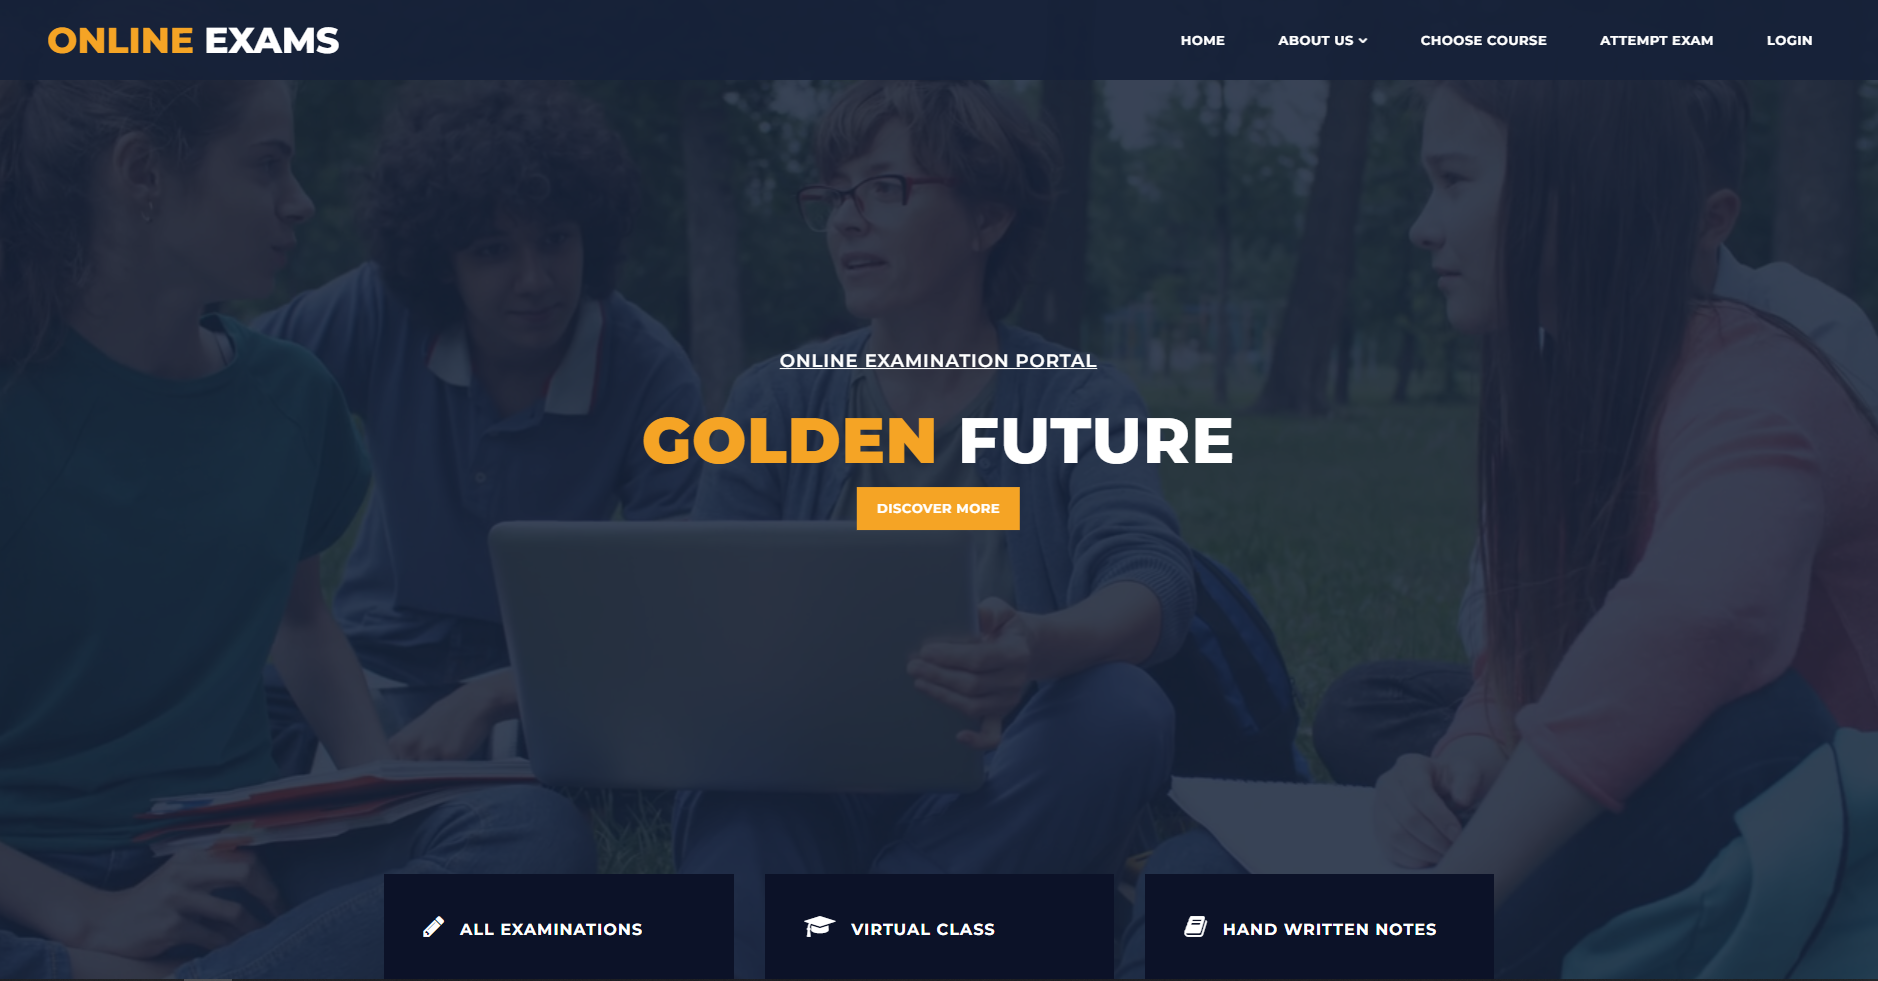 ONLINE EXAMS
HOME ABOUT US CHOOSE COURSE ATTEMPT EXAM LOGIN
ONLINE EXAMINATION PORTAL
GOLDEN FUTURE
DISCOVER MORE
ALL EXAMINATIONS
VIRTUAL CLASS
HAND WRITTEN NOTES